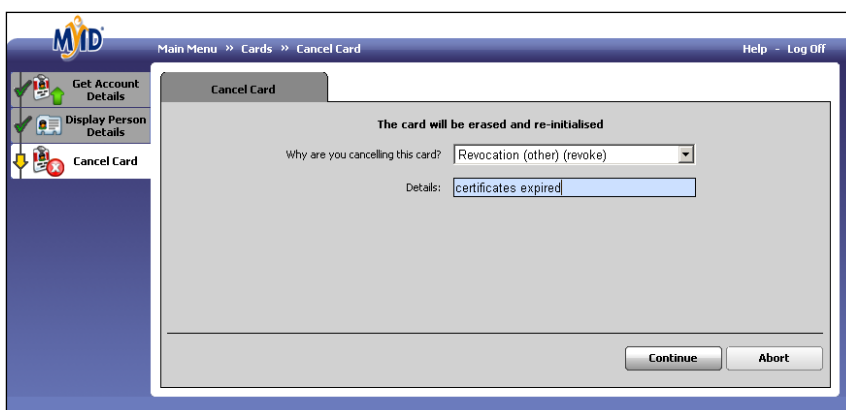 MyID
Main Menu » Cards » Cancel Card
Help - Log Off
Get Account
Details
Display Person
Details
Cancel Card
Cancel Card
The card will be erased and re-initialised
Why are you cancelling this card? Revocation (other) (revoke)
Details: certificates expired
Continue Abort